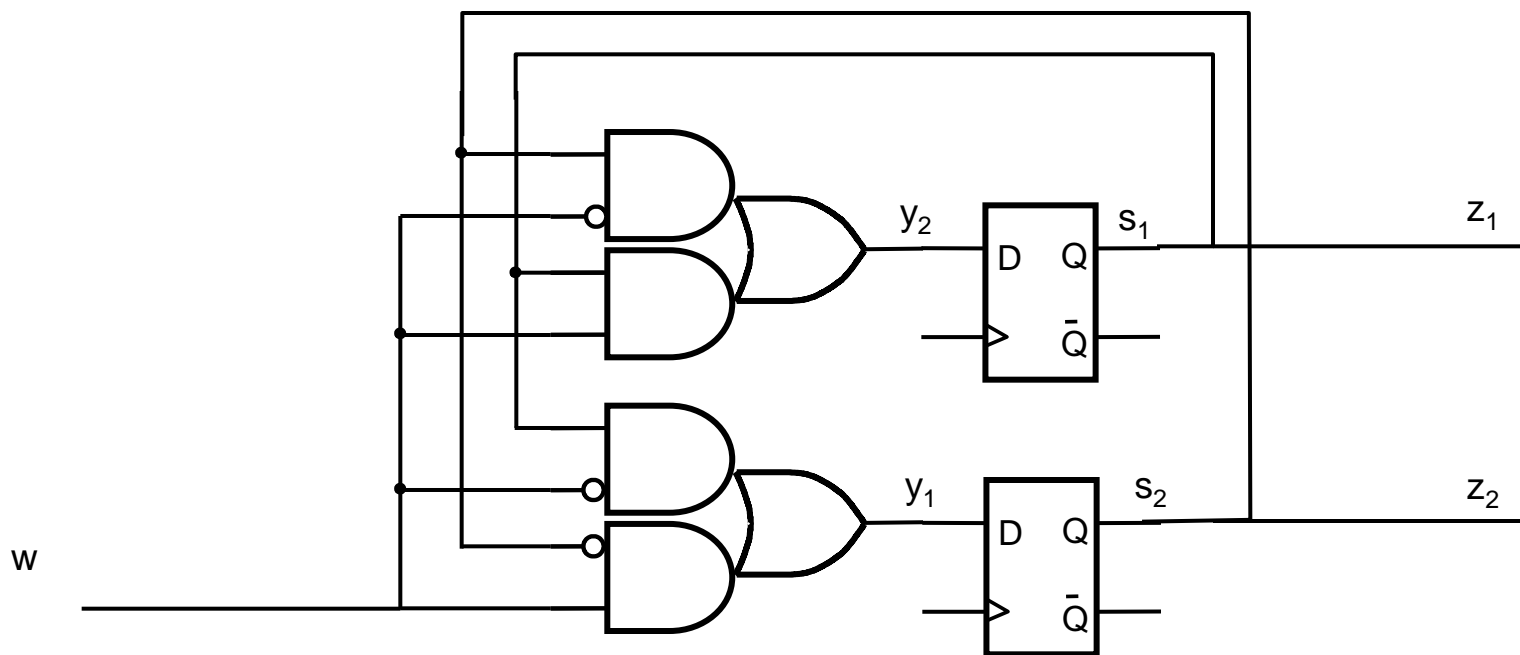 y₂
s₁
z₁
D Q
Q̄
y₁
s₂
z₂
D Q
w
Q̄